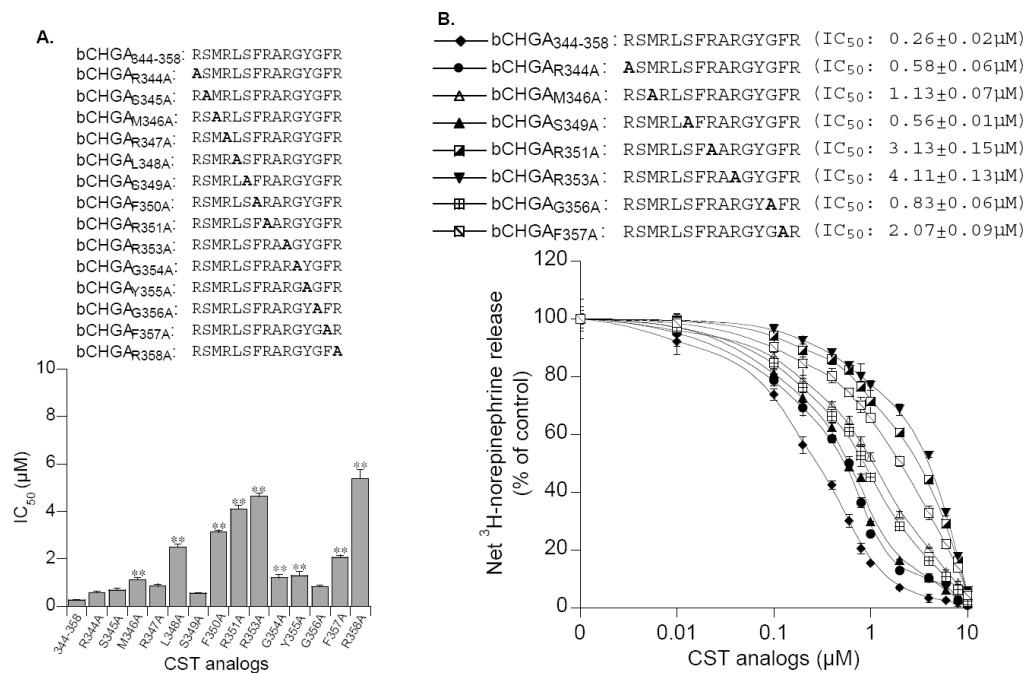 A.
bCHGA344-358: RSMRLSFRARGYGFR
bCHGAR344A: ASMRLSFRARGYGFR
bCHGAS345A: RAMRLSFRARGYGFR
bCHGAM346A: RSARLSFRARGYGFR
bCHGAR347A: RSMALSFRARGYGFR
bCHGAL348A: RSMRASFRARGYGFR
bCHGAS349A: RSMRLAFRARGYGFR
bCHGAF350A: RSMRLSARARGYGFR
bCHGAR351A: RSMRLSFAARGYGFR
bCHGAR353A: RSMRLSFRAAGYGFR
bCHGAG354A: RSMRLSFRARAYGFR
bCHGAY355A: RSMRLSFRARGAGFR
bCHGAG356A: RSMRLSFRARGYAFR
bCHGAF357A: RSMRLSFRARGYGAR
bCHGAR358A: RSMRLSFRARGYGFA
10
8
6
4
2
0
IC50 (µM)
** ** ** ** ** ** ** ** **
344-358 R344A S345A M346A R347A L348A S349A F350A R351A R353A G354A Y355A G356A F357A R358A
CST analogs
B.
bCHGA344-358: RSMRLSFRARGYGFR (IC50: 0.26±0.02µM)
bCHGAR344A: ASMRLSFRARGYGFR (IC50: 0.58±0.06µM)
bCHGAM346A: RSARLSFRARGYGFR (IC50: 1.13±0.07µM)
bCHGAS349A: RSMRLAFRARGYGFR (IC50: 0.56±0.01µM)
bCHGAR351A: RSMRLSFAARGYGFR (IC50: 3.13±0.15µM)
bCHGAR353A: RSMRLSFRAAGYGFR (IC50: 4.11±0.13µM)
bCHGAG356A: RSMRLSFRARGYAFR (IC50: 0.83±0.06µM)
bCHGAF357A: RSMRLSFRARGYGAR (IC50: 2.07±0.09µM)
120
100
80
60
40
20
0
Net 3H-norepinephrine release
(% of control)
0 0.01 0.1 1 10
CST analogs (µM)